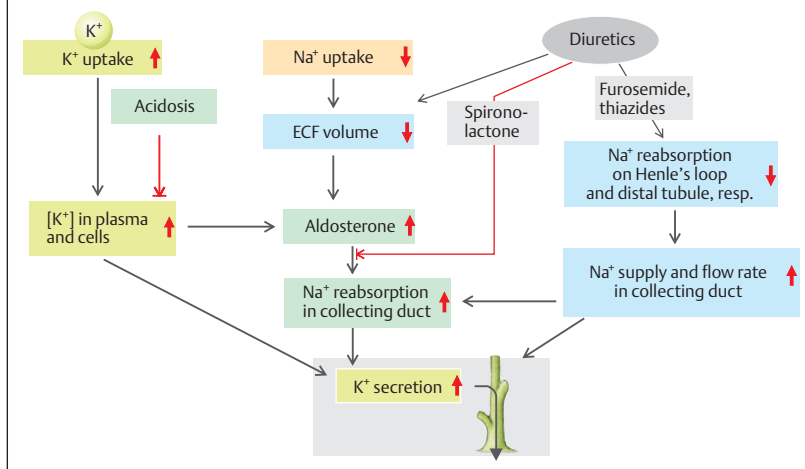 K⁺
K⁺ uptake
Na⁺ uptake
Diuretics
Acidosis
Furosemide,
thiazides
ECF volume
Spirono-
lactone
Na⁺ reabsorption
on Henle's loop
and distal tubule, resp.
[K⁺] in plasma
and cells
Aldosterone
Na⁺ reabsorption
in collecting duct
Na⁺ supply and flow rate
in collecting duct
K⁺ secretion